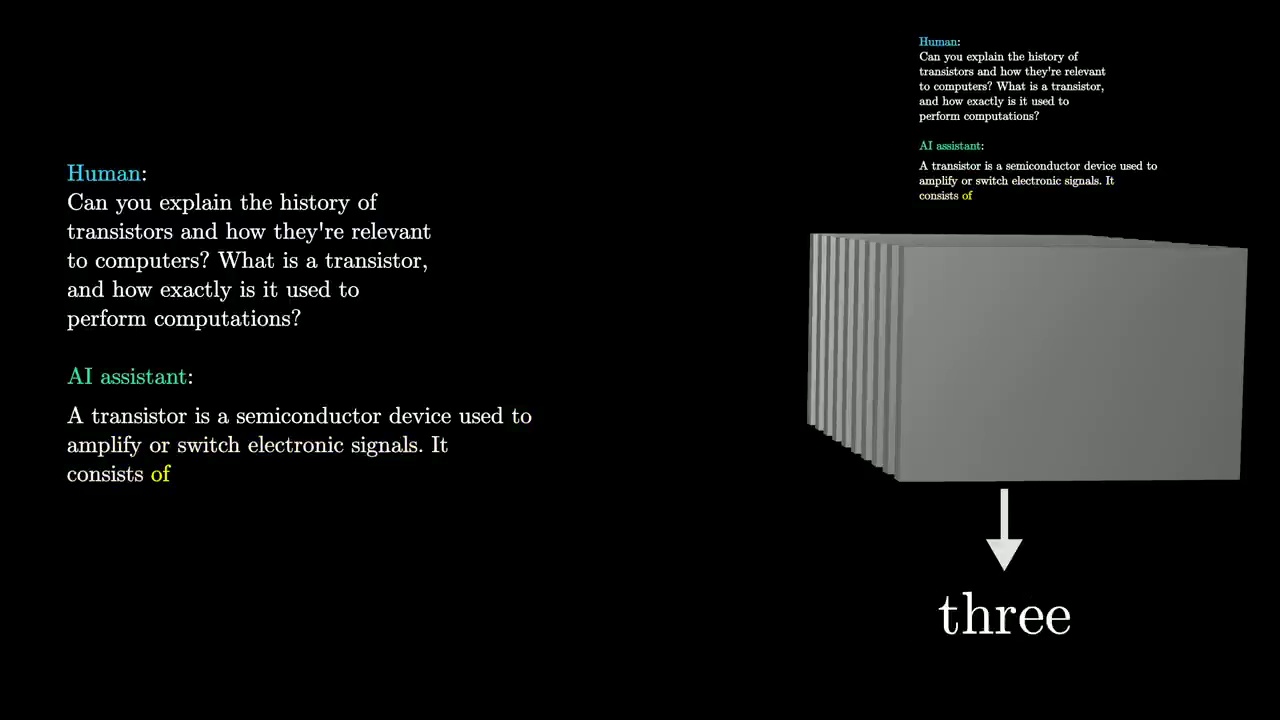 Human:
Can you explain the history of
transistors and how they're relevant
to computers? What is a transistor,
and how exactly is it used to
perform computations?
AI assistant:
A transistor is a semiconductor device used to
amplify or switch electronic signals. It
consists of
Human:
Can you explain the history of
transistors and how they're relevant
to computers? What is a transistor,
and how exactly is it used to
perform computations?
AI assistant:
A transistor is a semiconductor device used to
amplify or switch electronic signals. It
consists of
three